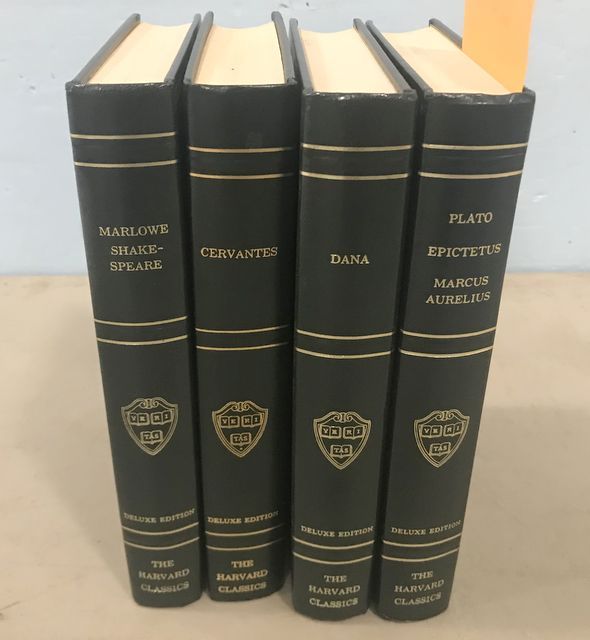 MARLOWE
SHAKE-
SPEARE
VE RI
TAS
DELUXE EDITION
THE
HARVARD
CLASSICS
CERVANTES
VE RI
TAS
DELUXE EDITION
THE
HARVARD
CLASSICS
DANA
VE RI
TAS
DELUXE EDITION
THE
HARVARD
CLASSICS
PLATO
EPICTETUS
MARCUS
AURELIUS
VE RI
TAS
DELUXE EDITION
THE
HARVARD
CLASSICS